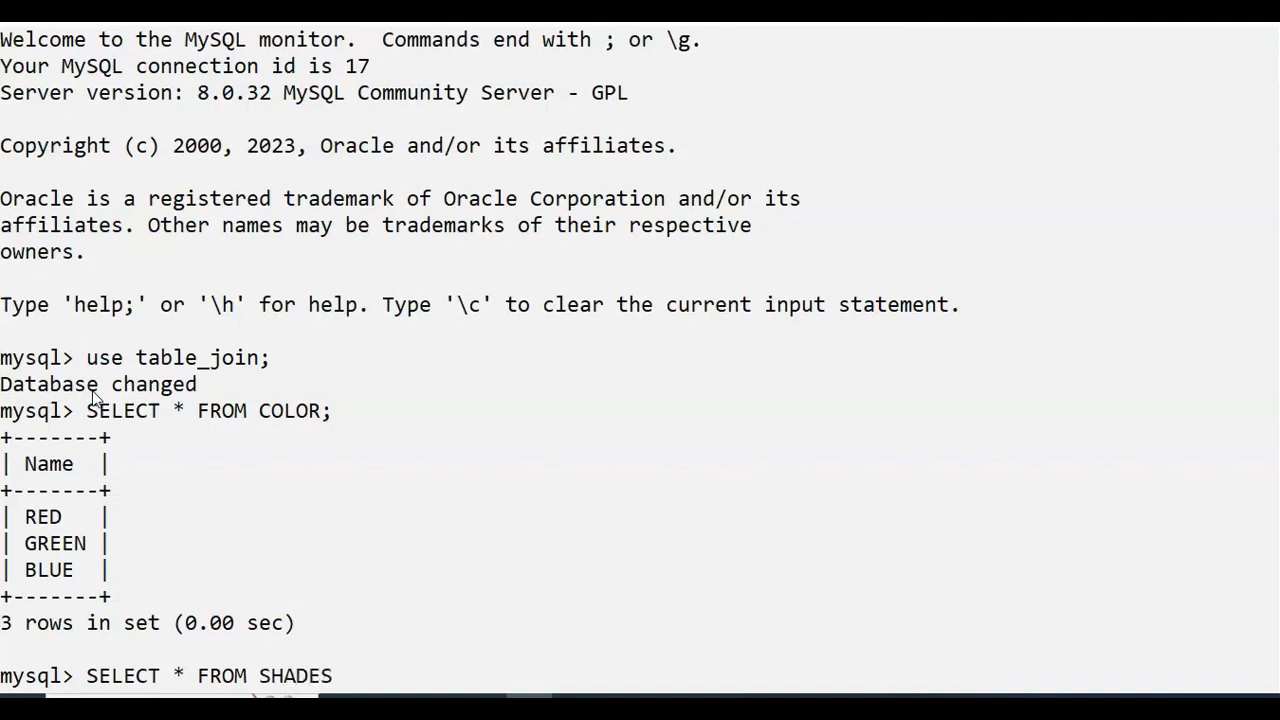 Welcome to the MySQL monitor.  Commands end with ; or \g.
Your MySQL connection id is 17
Server version: 8.0.32 MySQL Community Server - GPL
Copyright (c) 2000, 2023, Oracle and/or its affiliates.
Oracle is a registered trademark of Oracle Corporation and/or its
affiliates. Other names may be trademarks of their respective
owners.
Type 'help;' or '\h' for help. Type '\c' to clear the current input statement.
mysql> use table_join;
Database changed
mysql> SELECT * FROM COLOR;
+-------+
| Name  |
+-------+
| RED   |
| GREEN |
| BLUE  |
+-------+
3 rows in set (0.00 sec)
mysql> SELECT * FROM SHADES